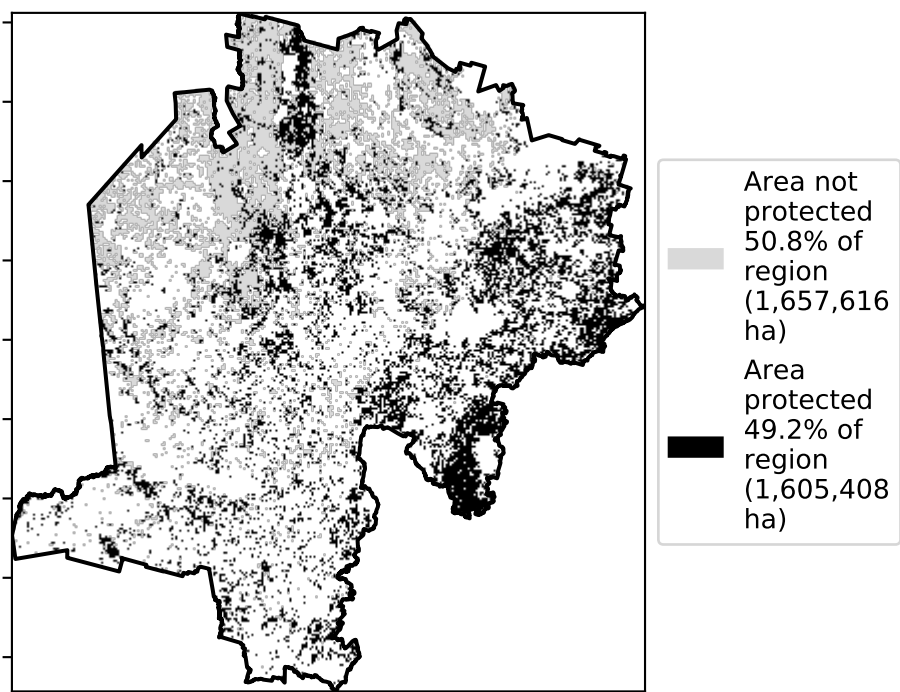 Area not
protected
50.8% of
region
(1,657,616
ha)
Area
protected
49.2% of
region
(1,605,408
ha)